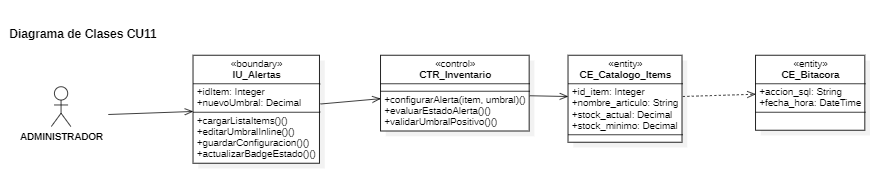 Diagrama de Clases CU11
ADMINISTRADOR
«boundary»
IU_Alertas
+idItem: Integer
+nuevoUmbral: Decimal
+cargarListaItems()()
+editarUmbralInline()()
+guardarConfiguracion()()
+actualizarBadgeEstado()()
«control»
CTR_Inventario
+configurarAlerta(item, umbral)()
+evaluarEstadoAlerta()()
+validarUmbralPositivo()()
«entity»
CE_Catalogo_Items
+id_item: Integer
+nombre_articulo: String
+stock_actual: Decimal
+stock_minimo: Decimal
«entity»
CE_Bitacora
+accion_sql: String
+fecha_hora: DateTime